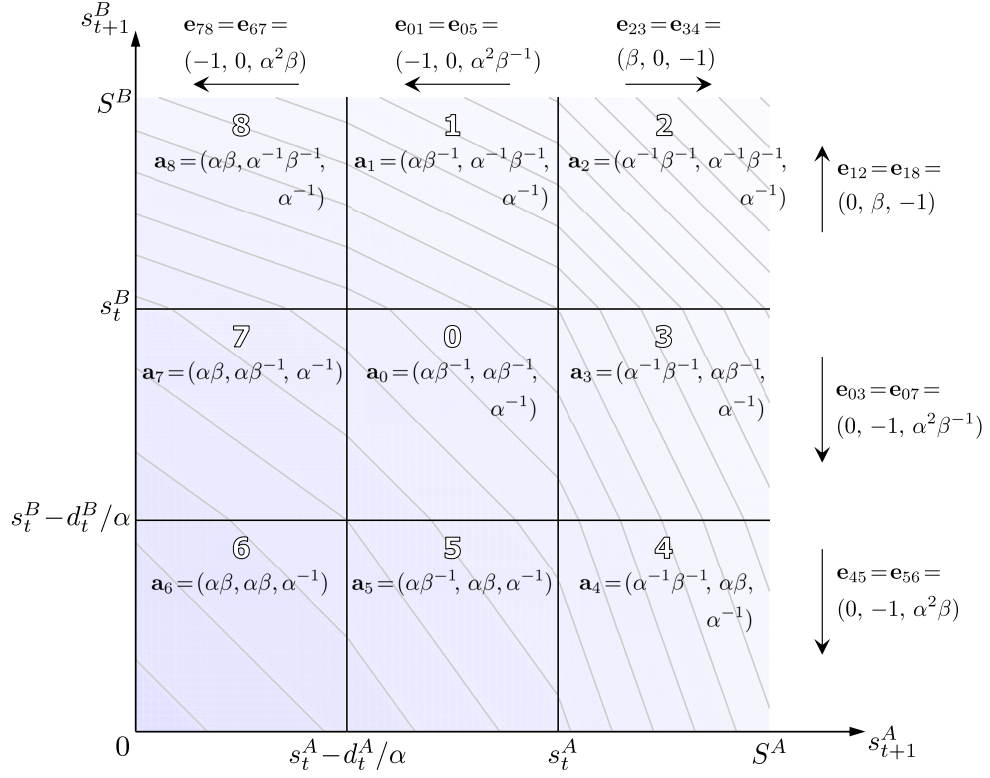 s^B_{t+1}
e_{78}=e_{67}=
(-1, 0, α^2β)
e_{01}=e_{05}=
(-1, 0, α^2β^{-1})
e_{23}=e_{34}=
(β, 0, -1)
S^B
8
a_8=(αβ, α^{-1}β^{-1},
α^{-1})
1
a_1=(αβ^{-1}, α^{-1}β^{-1},
α^{-1})
2
a_2=(α^{-1}β^{-1}, α^{-1}β^{-1},
α^{-1})
e_{12}=e_{18}=
(0, β, -1)
s^B_t
7
a_7=(αβ, αβ^{-1}, α^{-1})
0
a_0=(αβ^{-1}, αβ^{-1},
α^{-1})
3
a_3=(α^{-1}β^{-1}, αβ^{-1},
α^{-1})
e_{03}=e_{07}=
(0, -1, α^2β^{-1})
s^B_t-d^B_t/α
6
a_6=(αβ, αβ, α^{-1})
5
a_5=(αβ^{-1}, αβ, α^{-1})
4
a_4=(α^{-1}β^{-1}, αβ,
α^{-1})
e_{45}=e_{56}=
(0, -1, α^2β)
0
s^A_t-d^A_t/α
s^A_t
S^A
s^A_{t+1}